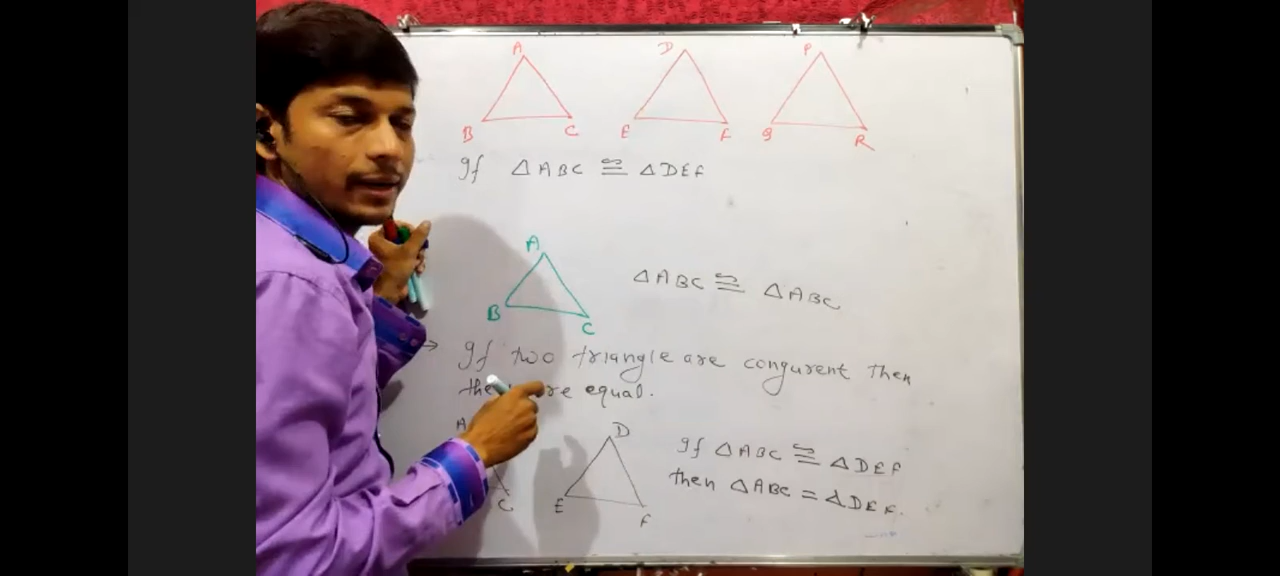 A D P
B C E F Q R
If △ABC ≅ △DEF
A
△ABC ≅ △ABC
B C
→ If two triangle are congurent then
are equal.
A D
If △ABC ≅ △DEF
then △ABC = △DEF.
C E F